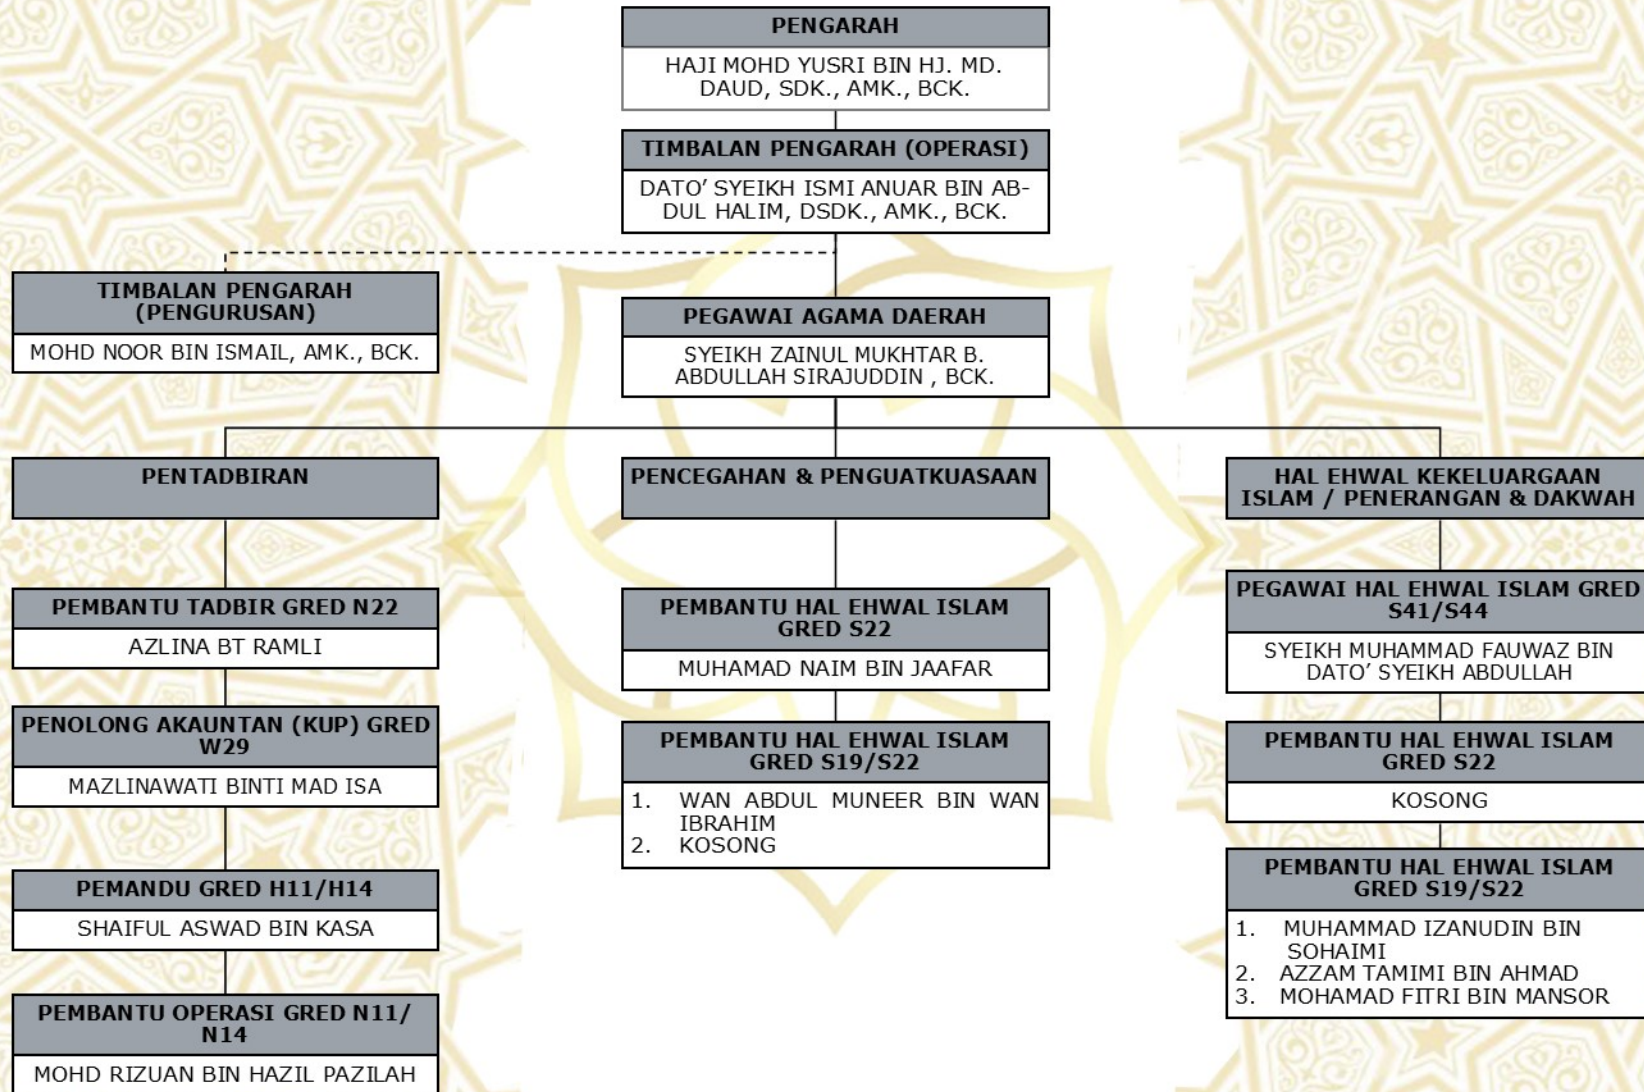 PENGARAH
HAJI MOHD YUSRI BIN HJ. MD.
DAUD, SDK., AMK., BCK.
TIMBALAN PENGARAH (OPERASI)
DATO’ SYEIKH ISMI ANUAR BIN AB-
DUL HALIM, DSDK., AMK., BCK.
TIMBALAN PENGARAH
(PENGURUSAN)
MOHD NOOR BIN ISMAIL, AMK., BCK.
PEGAWAI AGAMA DAERAH
SYEIKH ZAINUL MUKHTAR B.
ABDULLAH SIRAJUDDIN , BCK.
PENTADBIRAN
PEMBANTU TADBIR GRED N22
AZLINA BT RAMLI
PENOLONG AKAUNTAN (KUP) GRED
W29
MAZLINAWATI BINTI MAD ISA
PEMANDU GRED H11/H14
SHAIFUL ASWAD BIN KASA
PEMBANTU OPERASI GRED N11/
N14
MOHD RIZUAN BIN HAZIL PAZILAH
PENCEGAHAN & PENGUATKUASAAN
PEMBANTU HAL EHWAL ISLAM
GRED S22
MUHAMAD NAIM BIN JAAFAR
PEMBANTU HAL EHWAL ISLAM
GRED S19/S22
1. WAN ABDUL MUNEER BIN WAN
IBRAHIM
2. KOSONG
HAL EHWAL KEKELUARGAAN
ISLAM / PENERANGAN & DAKWAH
PEGAWAI HAL EHWAL ISLAM GRED
S41/S44
SYEIKH MUHAMMAD FAUWAZ BIN
DATO’ SYEIKH ABDULLAH
PEMBANTU HAL EHWAL ISLAM
GRED S22
KOSONG
PEMBANTU HAL EHWAL ISLAM
GRED S19/S22
1. MUHAMMAD IZANUDIN BIN
SOHAIMI
2. AZZAM TAMIMI BIN AHMAD
3. MOHAMAD FITRI BIN MANSOR